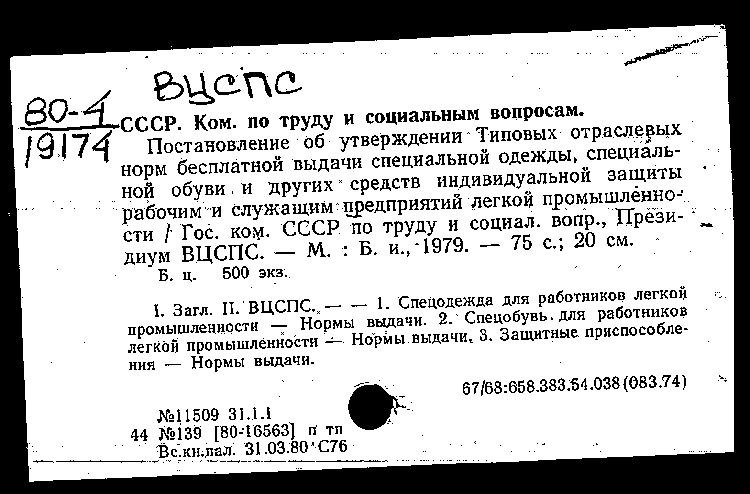 ВЦСПС
80-4
19174
СССР. Ком. по труду и социальным вопросам.
Постановление об утверждении Типовых отраслевых
норм бесплатной выдачи специальной одежды, специаль-
ной обуви и других средств индивидуальной защиты
рабочим и служащим предприятий легкой промышленно-
сти / Гос. ком. СССР по труду и социал. вопр., Прези-
диум ВЦСПС. — М. : Б. и., 1979. — 75 с.; 20 см.
Б. ц. 500 экз.
I. Загл. II. ВЦСПС. — — 1. Спецодежда для работников легкой
промышленности — Нормы выдачи. 2. Спецобувь для работников
легкой промышленности — Нормы выдачи. 3. Защитные приспособле-
ния — Нормы выдачи.
67/68:658.383.54.038(083.74)
№11509 31.1.1
44 №139 [80-16563] п тп
Вс.кн.пал. 31.03.80 С76